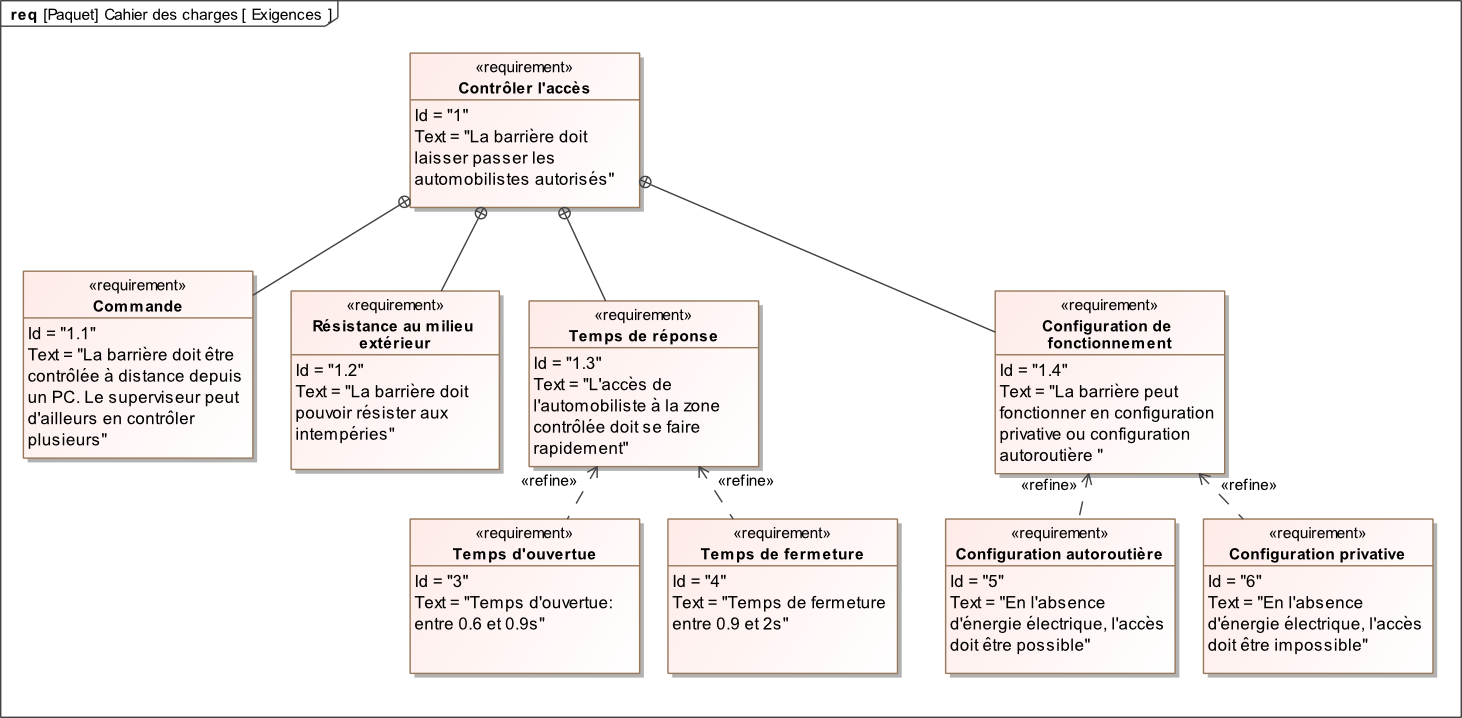 req [Paquet] Cahier des charges [ Exigences ]
«requirement»
Contrôler l'accès
Id = "1"
Text = "La barrière doit
laisser passer les
automobilistes autorisés"
«requirement»
Commande
Id = "1.1"
Text = "La barrière doit être
contrôlée à distance depuis
un PC. Le superviseur peut
d'ailleurs en contrôler
plusieurs"
«requirement»
Résistance au milieu
extérieur
Id = "1.2"
Text = "La barrière doit
pouvoir résister aux
intempéries"
«requirement»
Temps de réponse
Id = "1.3"
Text = "L'accès de
l'automobiliste à la zone
contrôlée doit se faire
rapidement"
«requirement»
Configuration de
fonctionnement
Id = "1.4"
Text = "La barrière peut
fonctionner en configuration
privative ou configuration
autoroutière "
«refine»
«refine»
«refine»
«refine»
«requirement»
Temps d'ouvertue
Id = "3"
Text = "Temps d'ouvertue:
entre 0.6 et 0.9s"
«requirement»
Temps de fermeture
Id = "4"
Text = "Temps de fermeture
entre 0.9 et 2s"
«requirement»
Configuration autoroutière
Id = "5"
Text = "En l'absence
d'énergie électrique, l'accès
doit être possible"
«requirement»
Configuration privative
Id = "6"
Text = "En l'absence
d'énergie électrique, l'accès
doit être impossible"